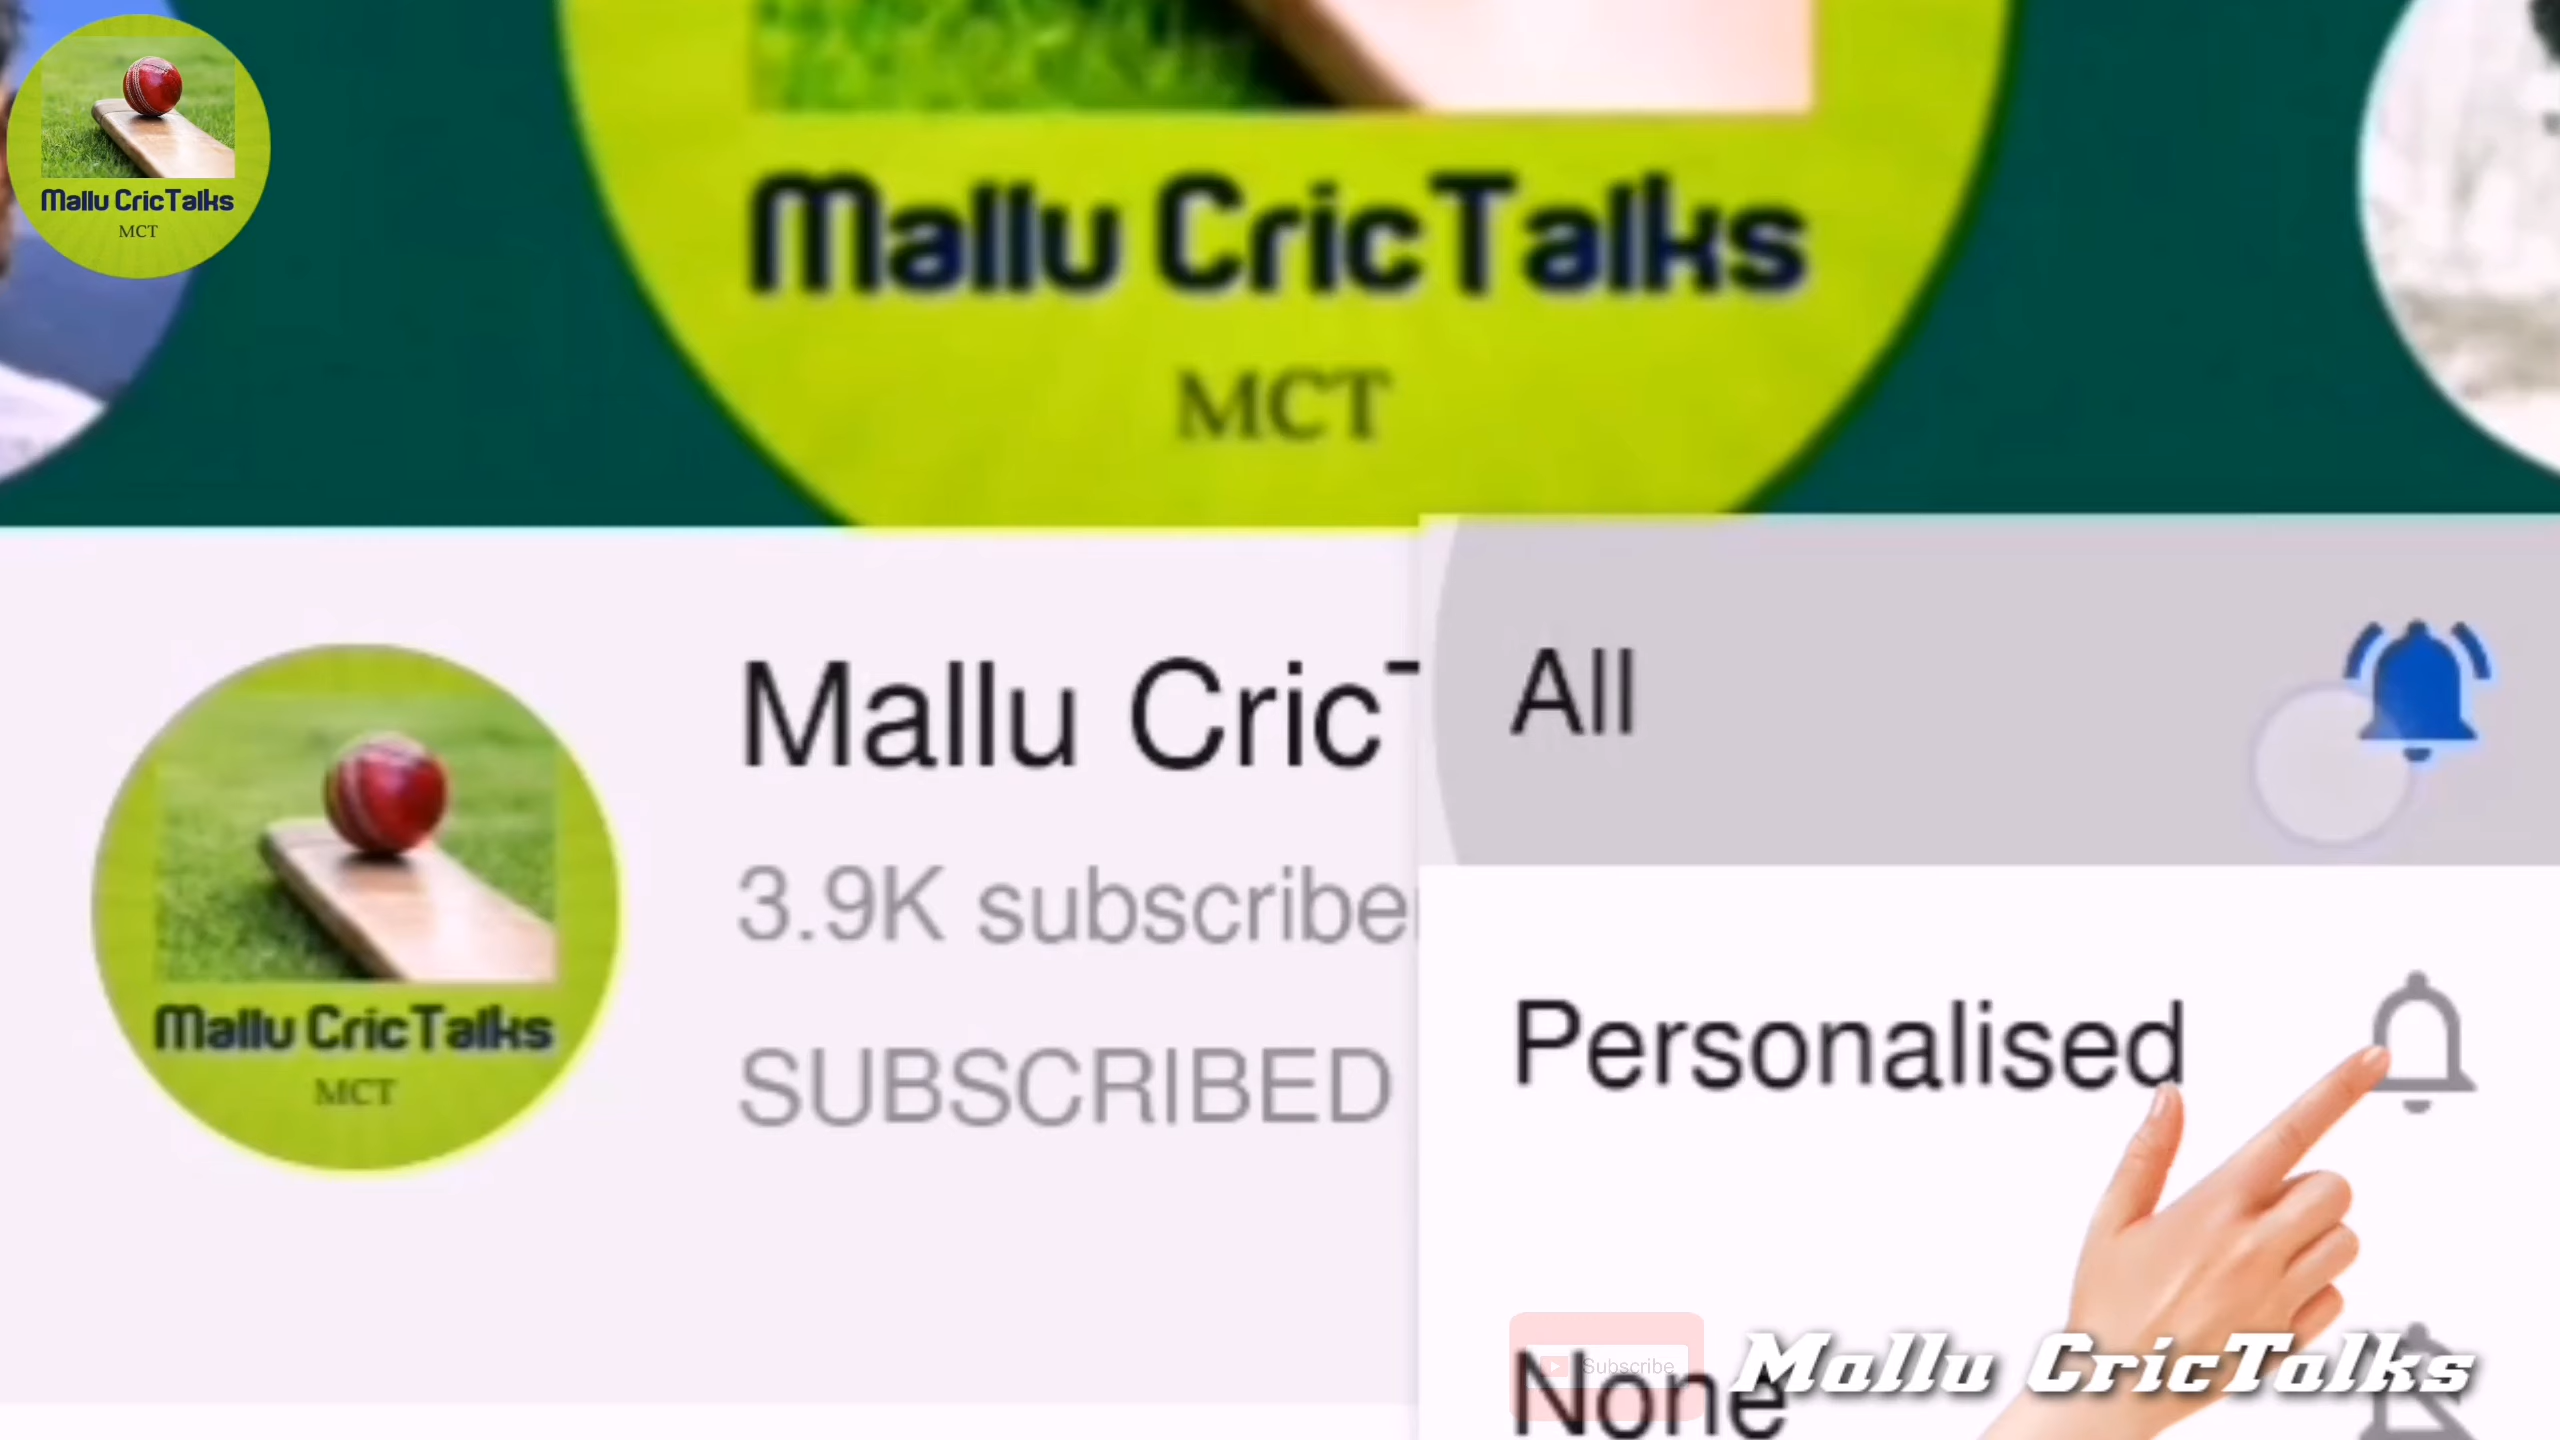 Mallu CricTalks
MCT
Mallu CricTalks
MCT
Mallu Cric
3.9K subscribe
SUBSCRIBED
Mallu CricTalks
MCT
All
Personalised
None
Subscribe
Mallu CricTalks